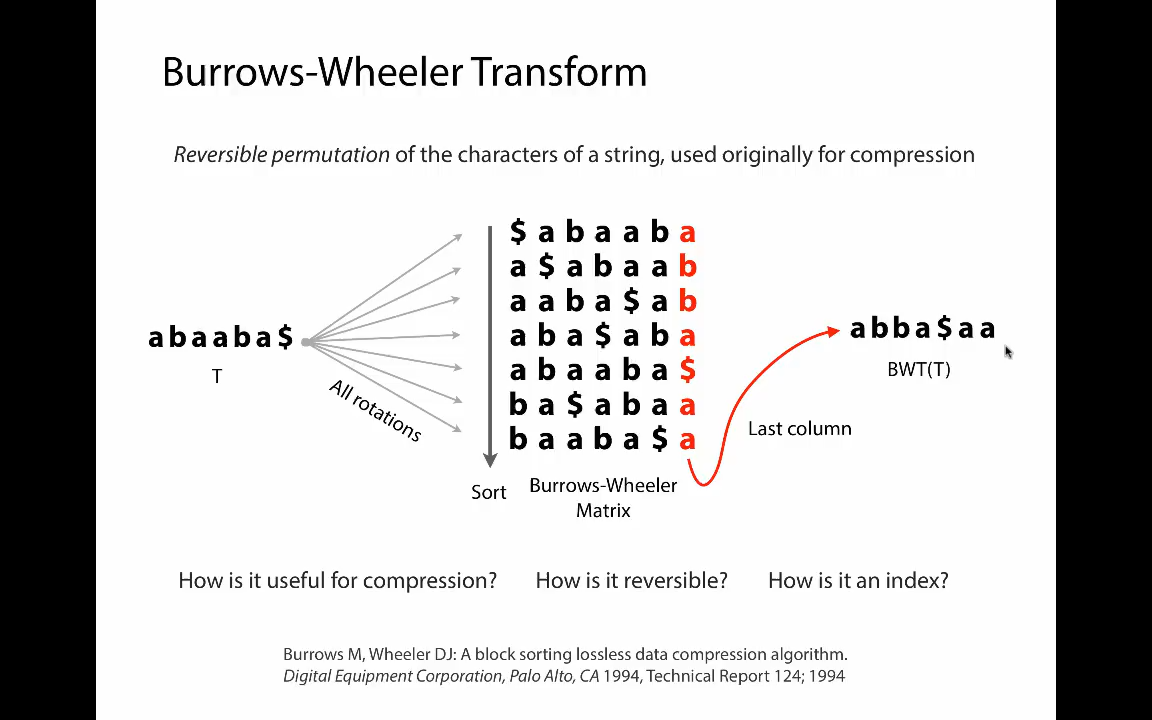 Burrows-Wheeler Transform
Reversible permutation of the characters of a string, used originally for compression
$ a b a a b a
a $ a b a a b
a a b a $ a b
a b a $ a b a
a b a a b a $
b a $ a b a a
b a a b a $ a
a b a a b a $
T
All rotations
Sort
Burrows-Wheeler
Matrix
Last column
a b b a $ a a
BWT(T)
How is it useful for compression?
How is it reversible?
How is it an index?
Burrows M, Wheeler DJ: A block sorting lossless data compression algorithm.
Digital Equipment Corporation, Palo Alto, CA 1994, Technical Report 124; 1994